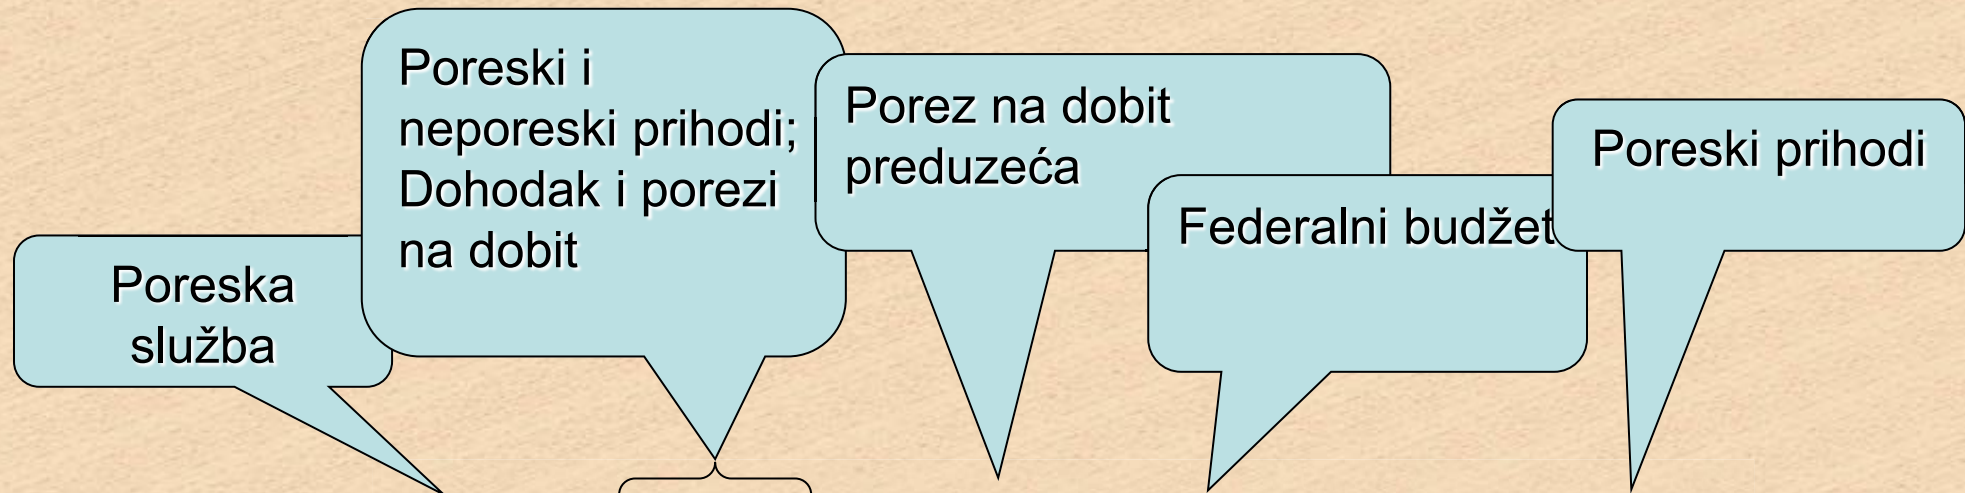 Poreska
služba
Poreski i
neporeski prihodi;
Dohodak i porezi
na dobit
Porez na dobit
preduzeća
Federalni budžet
Poreski prihodi